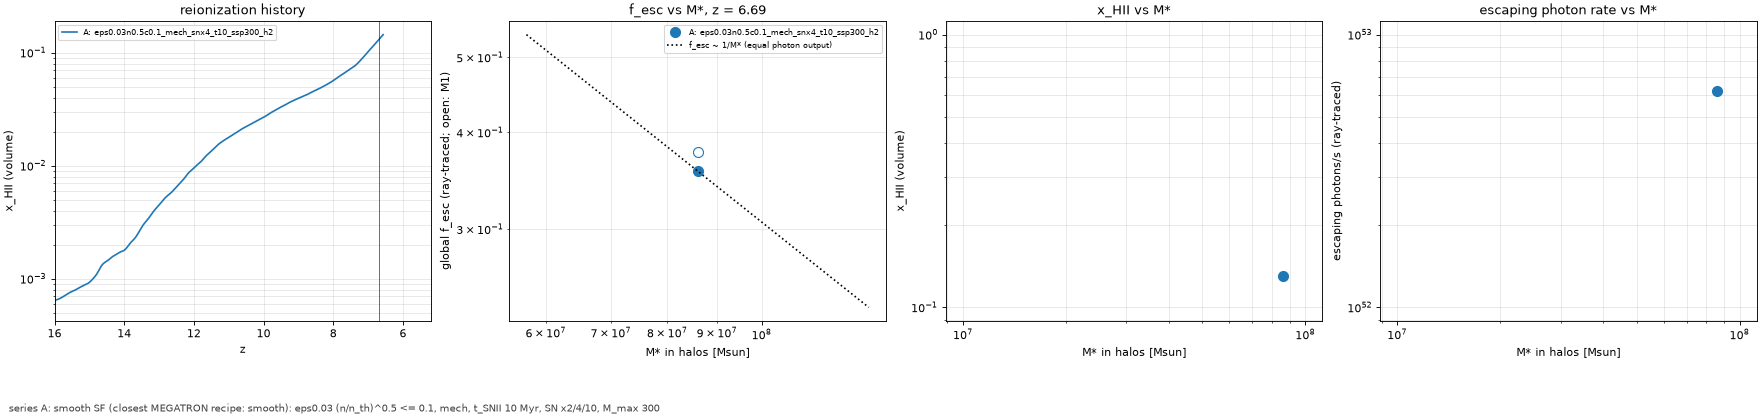 reionization history
x_HII (volume)
10⁻¹
10⁻²
10⁻³
A: eps0.03n0.5c0.1_mech_snx4_t10_ssp300_h2
16 14 12 10 8 6
z
f_esc vs M*, z = 6.69
global f_esc (ray-traced; open: M1)
5 × 10⁻¹
4 × 10⁻¹
3 × 10⁻¹
A: eps0.03n0.5c0.1_mech_snx4_t10_ssp300_h2
f_esc ~ 1/M* (equal photon output)
6 × 10⁷ 7 × 10⁷ 8 × 10⁷ 9 × 10⁷ 10⁸
M* in halos [Msun]
x_HII vs M*
x_HII (volume)
10⁰
10⁻¹
10⁷ 10⁸
M* in halos [Msun]
escaping photon rate vs M*
escaping photons/s (ray-traced)
10⁵³
10⁵²
10⁷ 10⁸
M* in halos [Msun]
series A: smooth SF (closest MEGATRON recipe: smooth): eps0.03 (n/n_th)^0.5 <= 0.1, mech, t_SNII 10 Myr, SN x2/4/10, M_max 300